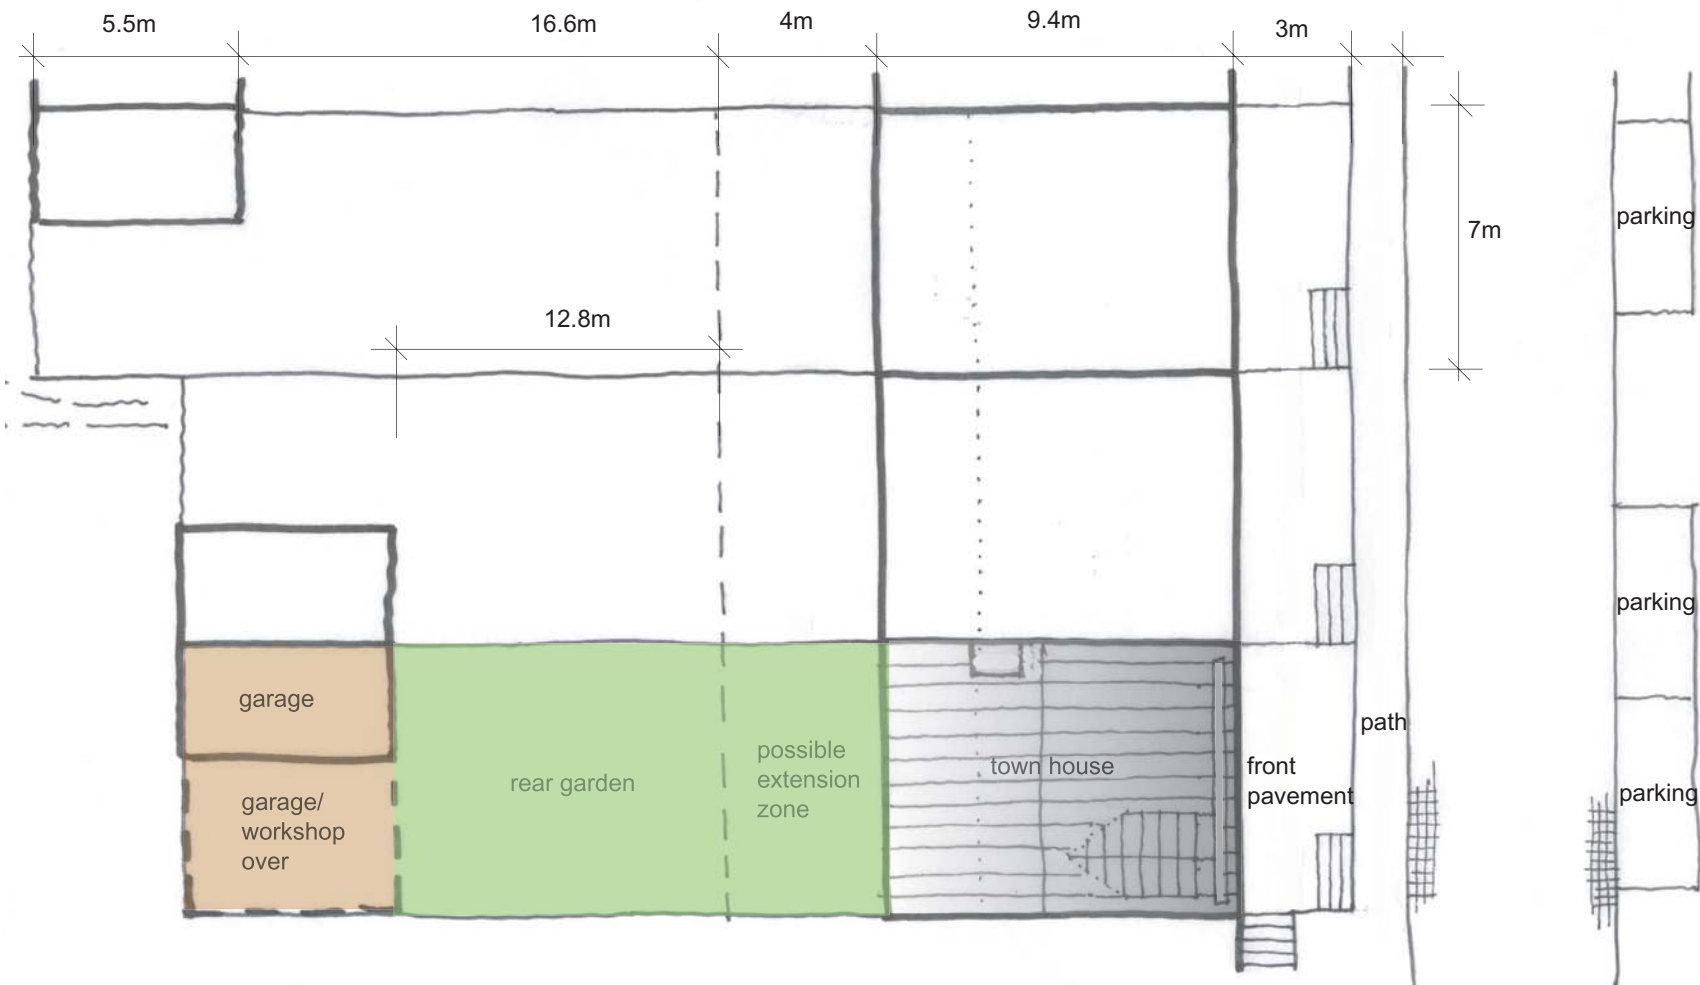 5.5m
16.6m
4m
9.4m
3m
7m
12.8m
parking
parking
parking
garage
garage/
workshop
over
rear garden
possible
extension
zone
town house
front
pavement
path